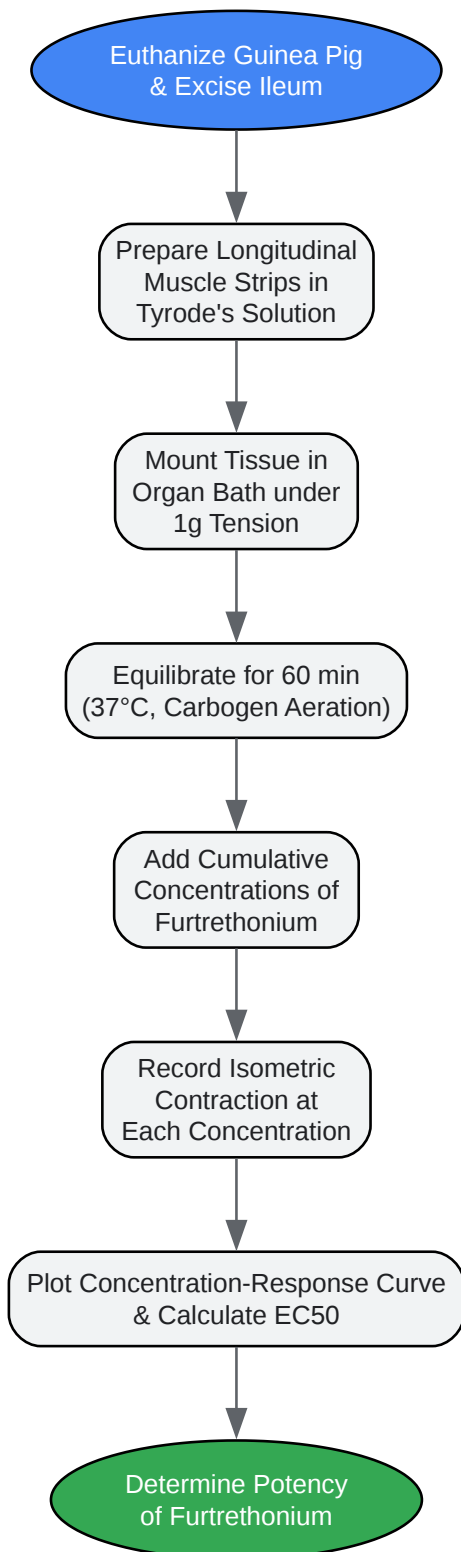 Euthanize Guinea Pig
& Excise Ileum
Prepare Longitudinal
Muscle Strips in
Tyrode's Solution
Mount Tissue in
Organ Bath under
1g Tension
Equilibrate for 60 min
(37°C, Carbogen Aeration)
Add Cumulative
Concentrations of
Furtrethonium
Record Isometric
Contraction at
Each Concentration
Plot Concentration-Response Curve
& Calculate EC50
Determine Potency
of Furtrethonium